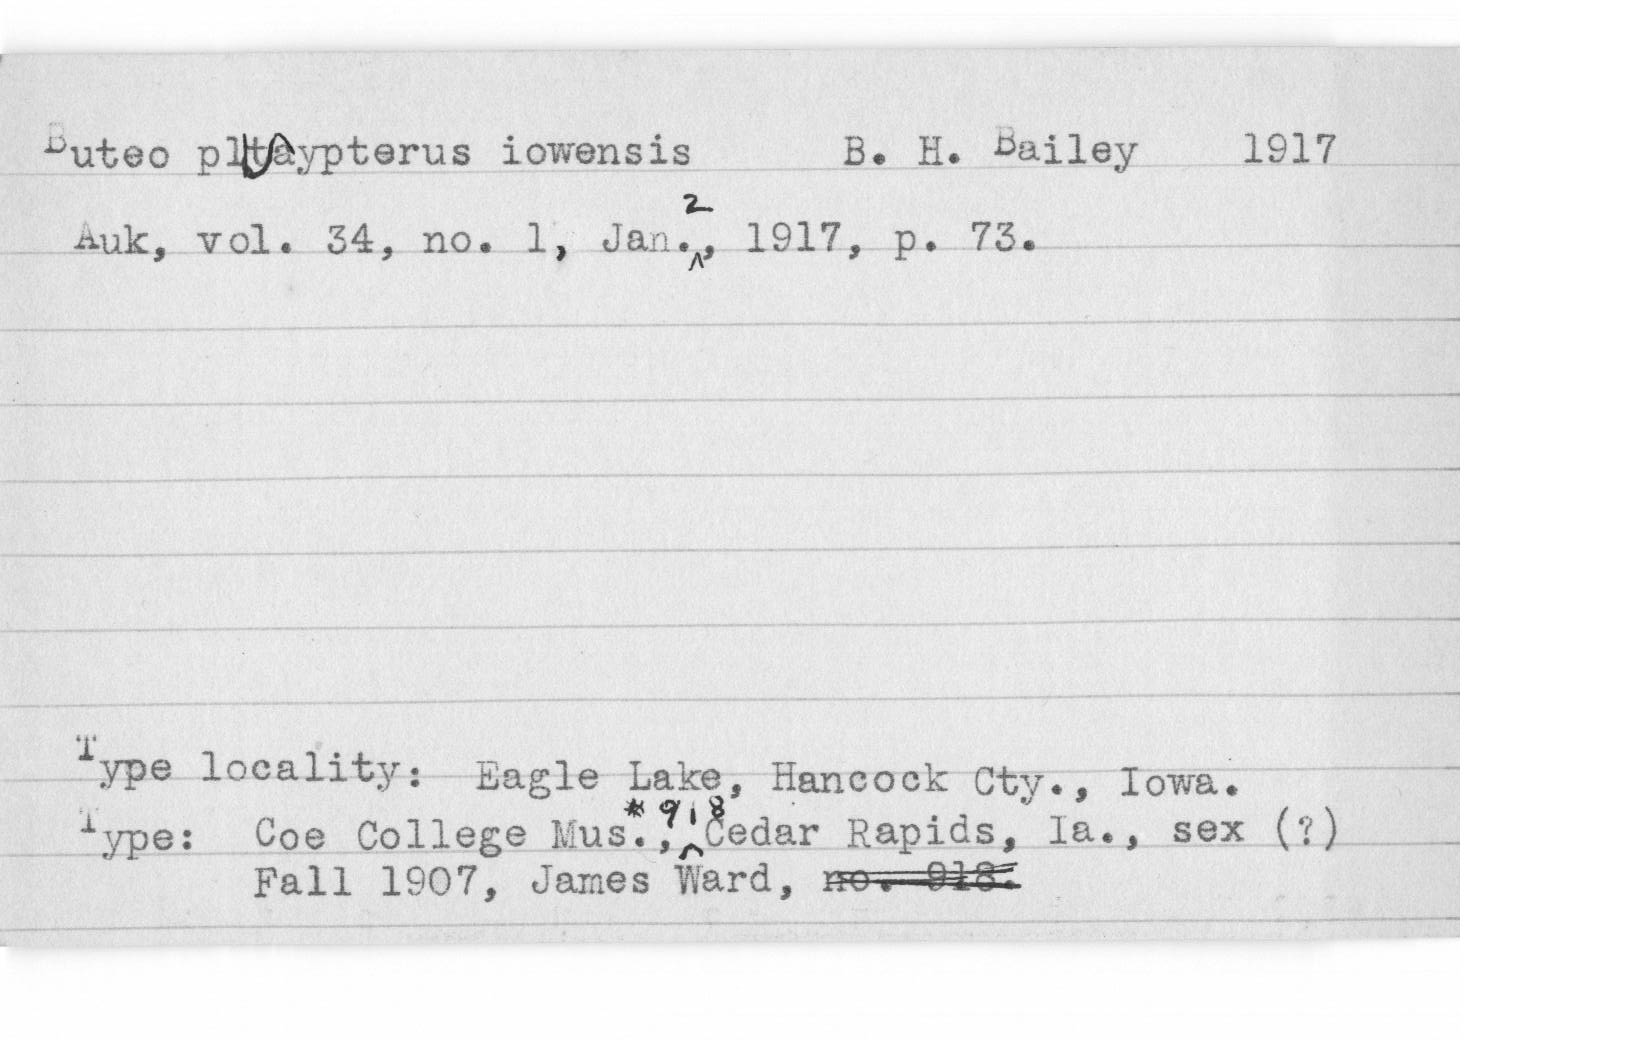 Buteo pltaypterus iowensis B. H. Bailey 1917
Auk, vol. 34, no. 1, Jan. 2, 1917, p. 73.
Type locality: Eagle Lake, Hancock Cty., Iowa.
Type: Coe College Mus., *918 Cedar Rapids, Ia., sex (?)
Fall 1907, James Ward, no. 918.